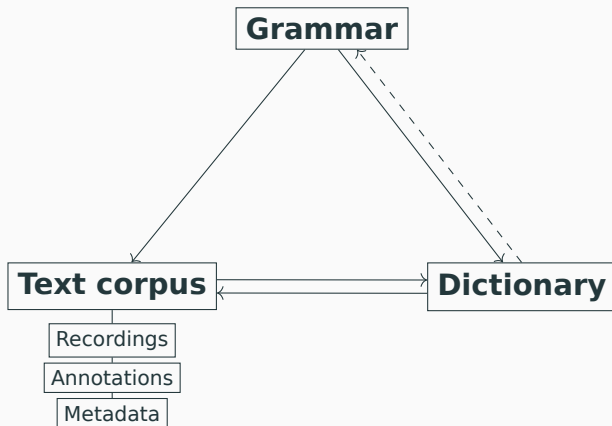 Grammar
Text corpus
Dictionary
Recordings
Annotations
Metadata